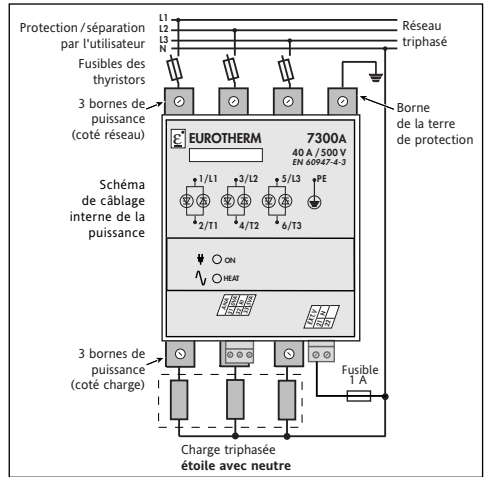 Protection/séparation
par l'utilisateur
L1
L2
L3
N
Réseau
triphasé
Fusibles des
thyristors
3 bornes de
puissance
(coté réseau)
Borne
de la terre
de protection
ε EUROTHERM
7300A
40 A / 500 V
EN 60947-4-3
Schéma
de câblage
interne de la
puissance
1/L1
3/L2
5/L3
PE
2/T1
4/T2
6/T3
ON
HEAT
3 bornes de
puissance
(coté charge)
Fusible
1 A
Charge triphasée
étoile avec neutre